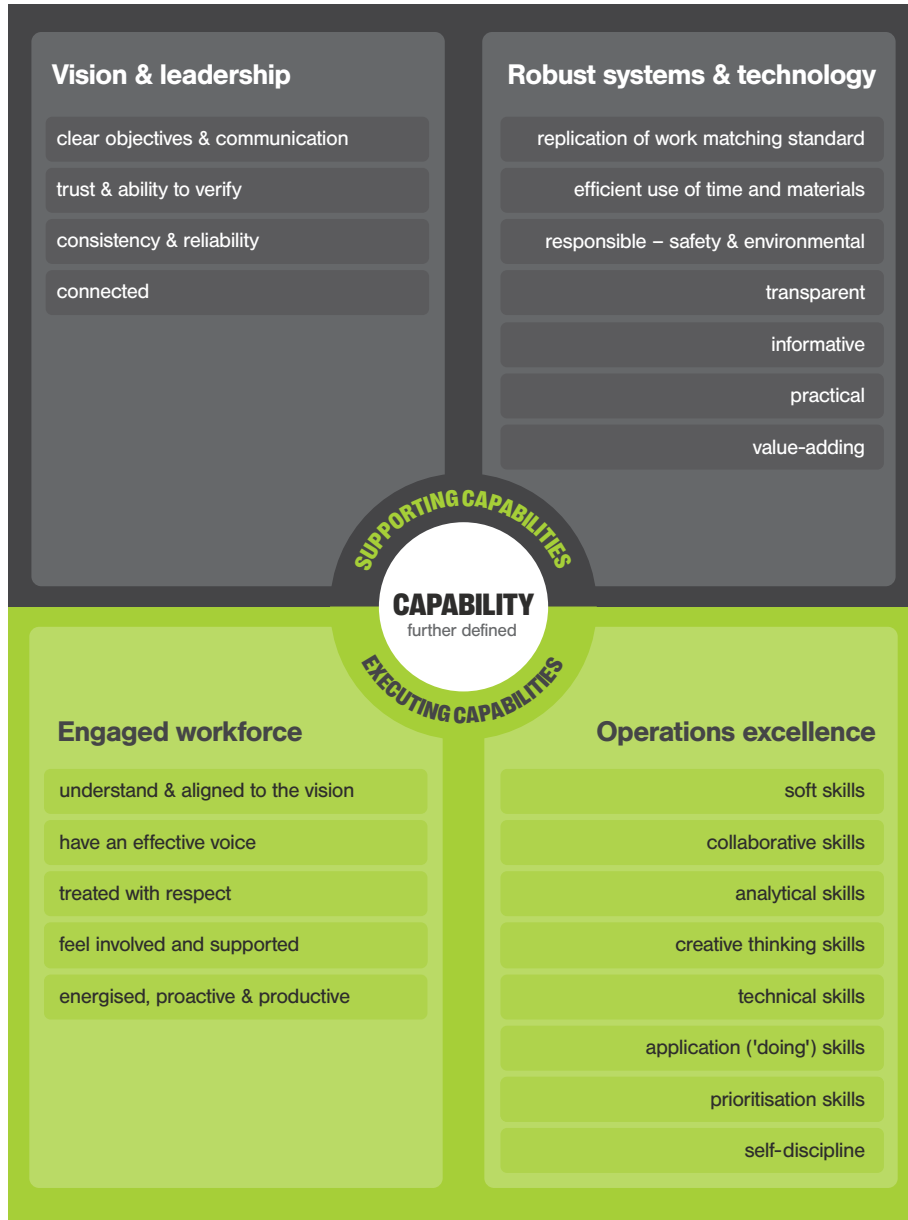 Vision & leadership
clear objectives & communication
trust & ability to verify
consistency & reliability
connected
Robust systems & technology
replication of work matching standard
efficient use of time and materials
responsible – safety & environmental
transparent
informative
practical
value-adding
SUPPORTING CAPABILITIES
CAPABILITY
further defined
EXECUTING CAPABILITIES
Engaged workforce
understand & aligned to the vision
have an effective voice
treated with respect
feel involved and supported
energised, proactive & productive
Operations excellence
soft skills
collaborative skills
analytical skills
creative thinking skills
technical skills
application ('doing') skills
prioritisation skills
self-discipline